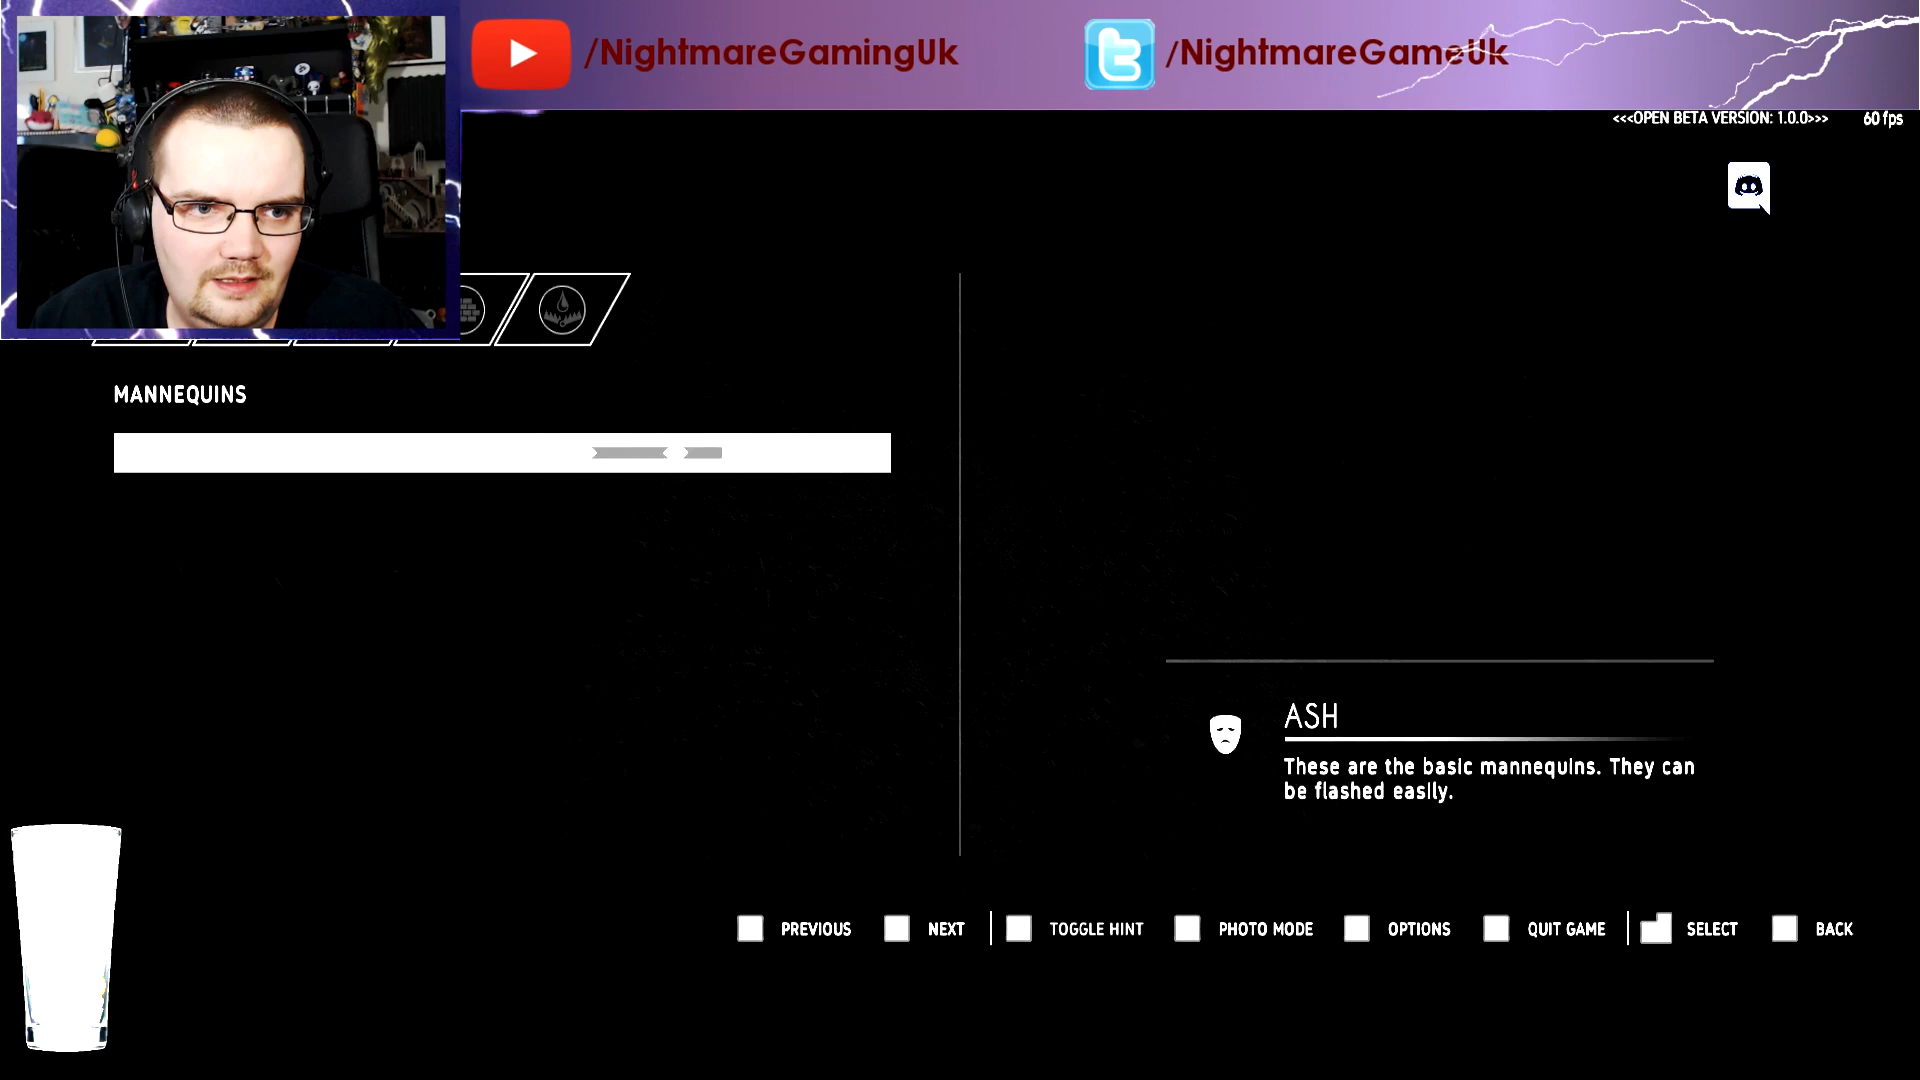 /NightmareGamingUk
/NightmareGameUk
<<<OPEN BETA VERSION: 1.0.0>>> 60 fps
MANNEQUINS
ASH
These are the basic mannequins. They can
be flashed easily.
PREVIOUS NEXT TOGGLE HINT PHOTO MODE OPTIONS QUIT GAME SELECT BACK